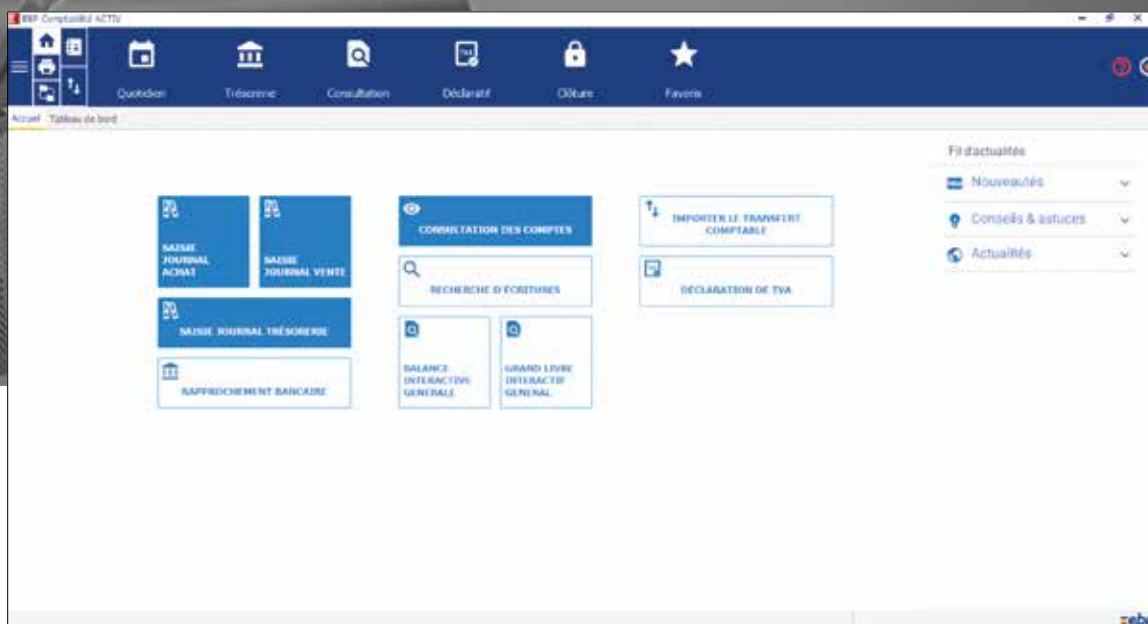 EBP Comptabilité ACTIV
Quotidien
Trésorerie
Consultation
Déclaratif
Clôture
Favoris
Accueil Tableau de bord
Fil d'actualités
Nouveautés
Conseils & astuces
Actualités
SAISIE
JOURNAL
ACHAT
SAISIE
JOURNAL VENTE
SAISIE JOURNAL TRÉSORERIE
RAPPROCHEMENT BANCAIRE
CONSULTATION DES COMPTES
RECHERCHE D'ÉCRITURES
BALANCE
INTERACTIVE
GENERALE
GRAND LIVRE
INTERACTIF
GENERAL
IMPORTER LE TRANSFERT
COMPTABLE
DÉCLARATION DE TVA
eb